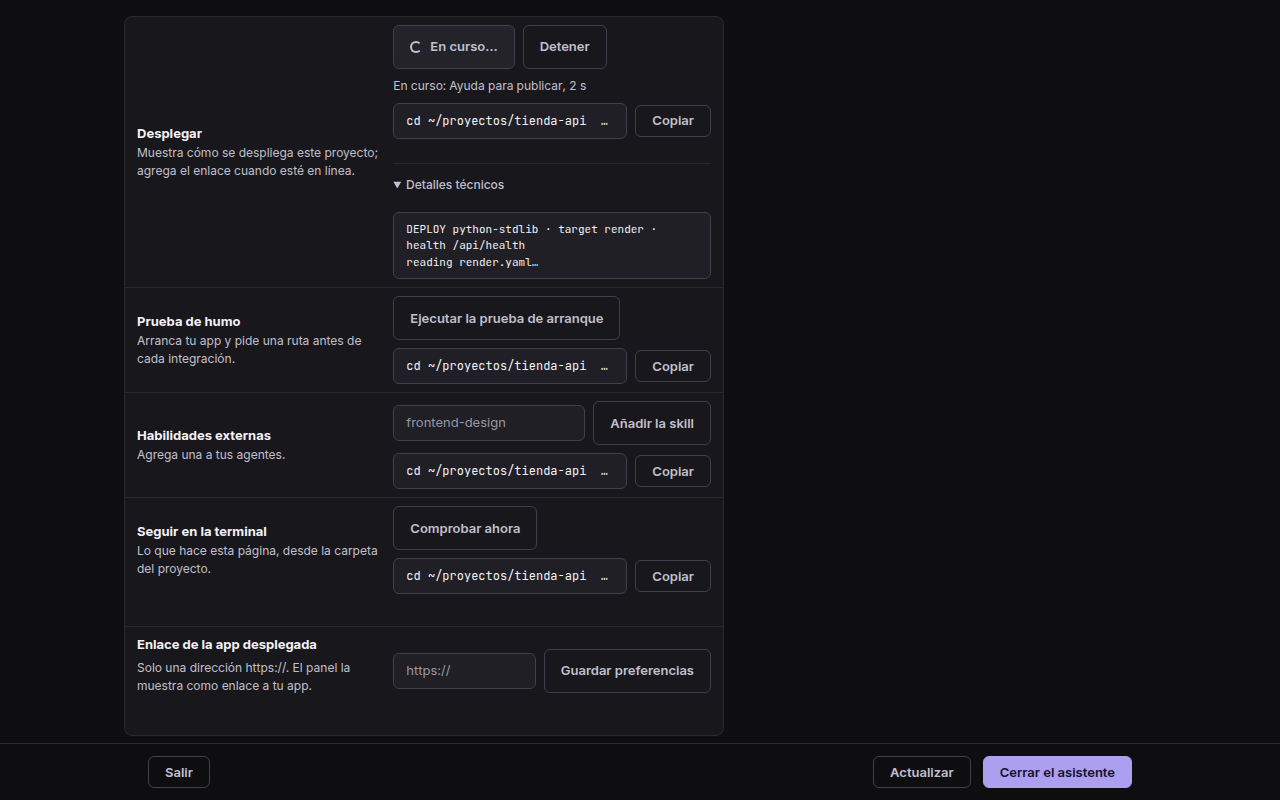 En curso…
Detener
En curso: Ayuda para publicar, 2 s
cd ~/proyectos/tienda-api …
Copiar
Desplegar
Muestra cómo se despliega este proyecto;
agrega el enlace cuando esté en línea.
▼ Detalles técnicos
DEPLOY python-stdlib · target render ·
health /api/health
reading render.yaml…
Prueba de humo
Arranca tu app y pide una ruta antes de
cada integración.
Ejecutar la prueba de arranque
cd ~/proyectos/tienda-api …
Copiar
Habilidades externas
Agrega una a tus agentes.
frontend-design
Añadir la skill
cd ~/proyectos/tienda-api …
Copiar
Seguir en la terminal
Lo que hace esta página, desde la carpeta
del proyecto.
Comprobar ahora
cd ~/proyectos/tienda-api …
Copiar
Enlace de la app desplegada
Solo una dirección https://. El panel la
muestra como enlace a tu app.
https://
Guardar preferencias
Salir
Actualizar
Cerrar el asistente